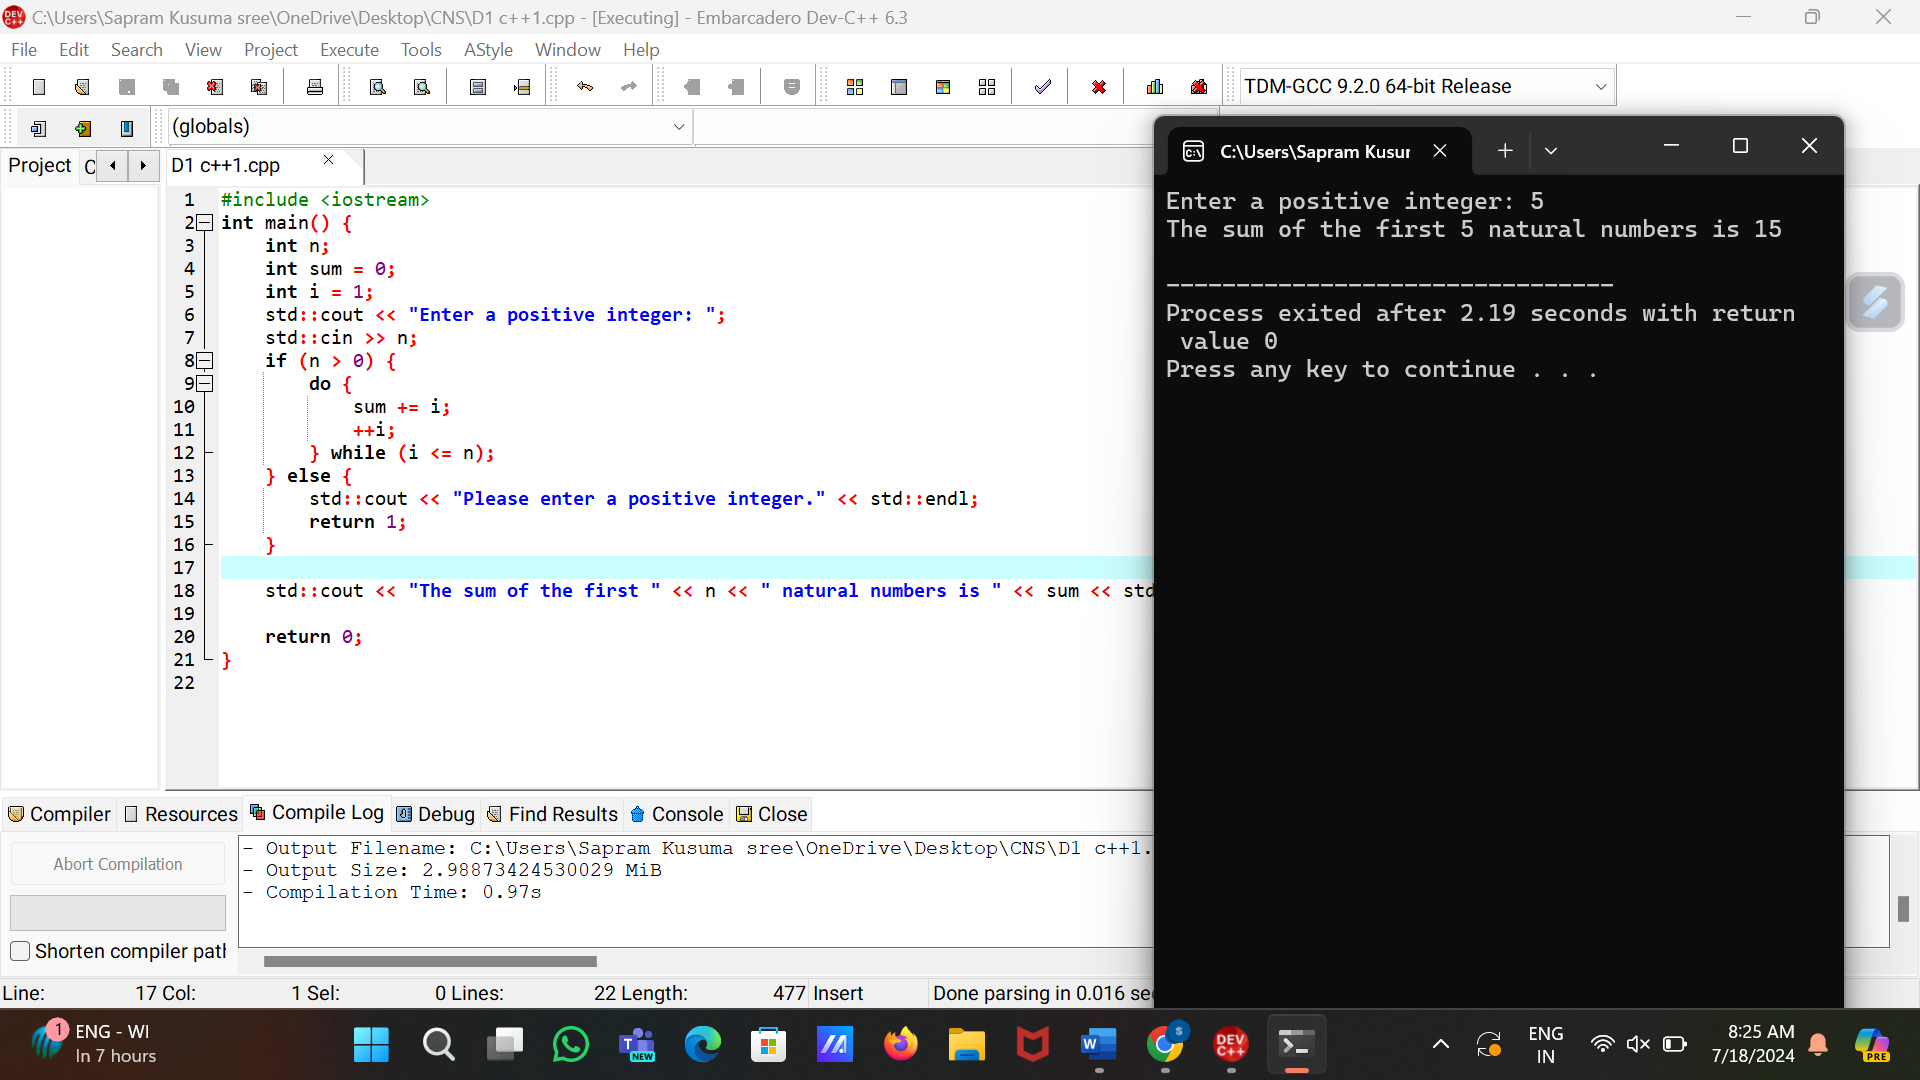 C:\Users\Sapram Kusuma sree\OneDrive\Desktop\CNS\D1 c++1.cpp - [Executing] - Embarcadero Dev-C++ 6.3
File Edit Search View Project Execute Tools AStyle Window Help
TDM-GCC 9.2.0 64-bit Release
(globals)
Project C D1 c++1.cpp
1 #include <iostream>
2 int main() {
3 int n;
4 int sum = 0;
5 int i = 1;
6 std::cout << "Enter a positive integer: ";
7 std::cin >> n;
8 if (n > 0) {
9 do {
10 sum += i;
11 ++i;
12 } while (i <= n);
13 } else {
14 std::cout << "Please enter a positive integer." << std::endl;
15 return 1;
16 }
17
18 std::cout << "The sum of the first " << n << " natural numbers is " << sum << std
19
20 return 0;
21 }
22
C:\Users\Sapram Kusur
Enter a positive integer: 5
The sum of the first 5 natural numbers is 15
--------------------------------
Process exited after 2.19 seconds with return
value 0
Press any key to continue . . .
Compiler Resources Compile Log Debug Find Results Console Close
Abort Compilation
Shorten compiler path
- Output Filename: C:\Users\Sapram Kusuma sree\OneDrive\Desktop\CNS\D1 c++1.
- Output Size: 2.98873424530029 MiB
- Compilation Time: 0.97s
Line: 17 Col: 1 Sel: 0 Lines: 22 Length: 477 Insert Done parsing in 0.016 sec
1 ENG - WI
In 7 hours
NEW
DEV C++
ENG
IN
8:25 AM
7/18/2024
PRE